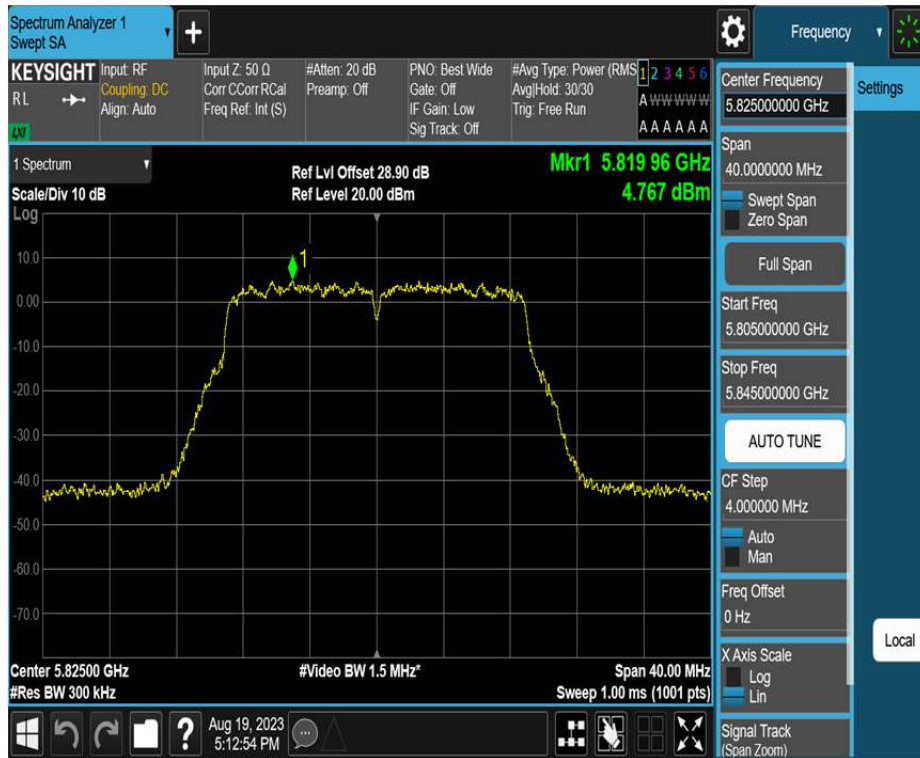 Spectrum Analyzer 1
Swept SA
+
Frequency
KEYSIGHT
RL
LXI
Input: RF
Coupling: DC
Align: Auto
Input Z: 50 Ω
Corr CCorr RCal
Freq Ref: Int (S)
#Atten: 20 dB
Preamp: Off
PNO: Best Wide
Gate: Off
IF Gain: Low
Sig Track: Off
#Avg Type: Power (RMS
Avg|Hold: 30/30
Trig: Free Run
1 2 3 4 5 6
A W W W W W
A A A A A A
1 Spectrum
Scale/Div 10 dB
Log
Ref Lvl Offset 28.90 dB
Ref Level 20.00 dBm
Mkr1 5.819 96 GHz
4.767 dBm
1
10.0
0.00
-10.0
-20.0
-30.0
-40.0
-50.0
-60.0
-70.0
Center 5.82500 GHz
#Res BW 300 kHz
#Video BW 1.5 MHz*
Span 40.00 MHz
Sweep 1.00 ms (1001 pts)
Aug 19, 2023
5:12:54 PM
?
Center Frequency
5.825000000 GHz
Span
40.0000000 MHz
Swept Span
Zero Span
Full Span
Start Freq
5.805000000 GHz
Stop Freq
5.845000000 GHz
AUTO TUNE
CF Step
4.000000 MHz
Auto
Man
Freq Offset
0 Hz
X Axis Scale
Log
Lin
Signal Track
(Span Zoom)
Settings
Local